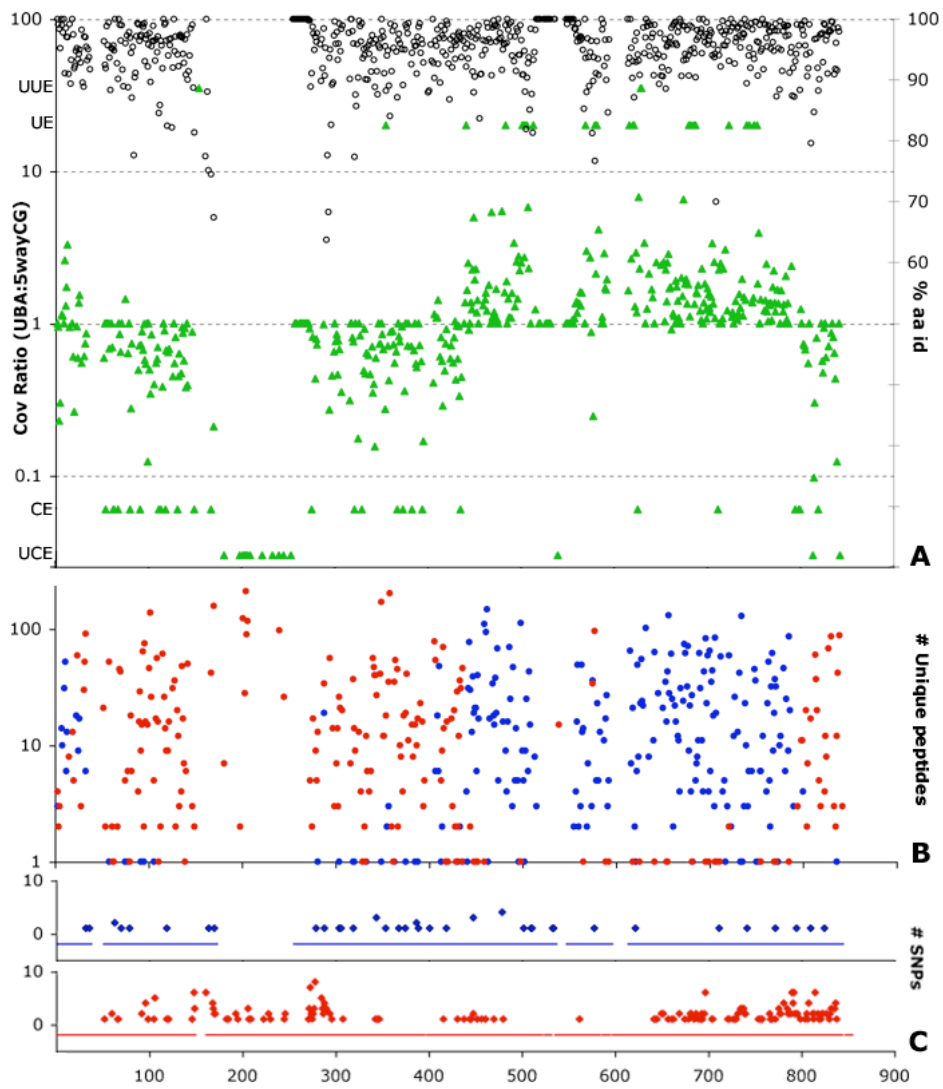 100
UUE
UE
10
1
0.1
CE
UCE
Cov Ratio (UBA:5wayCG)
100
90
80
70
60
% aa id
A
100
10
1
# Unique peptides
B
10
0
10
0
# SNPs
C
100 200 300 400 500 600 700 800 900